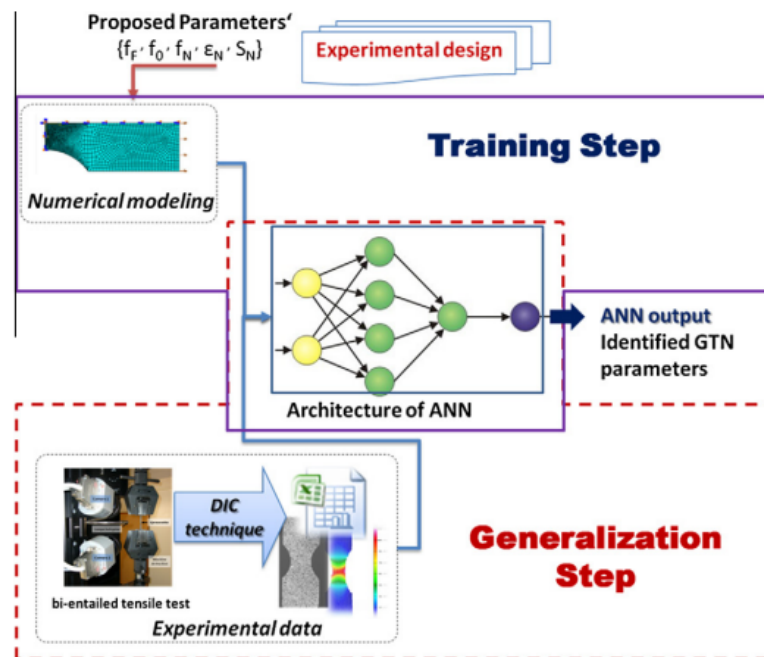 Proposed Parameters'
{fF, f0, fN, εN, SN}
Experimental design
Training Step
Numerical modeling
ANN output
Identified GTN
parameters
Architecture of ANN
DIC
technique
Generalization
Step
bi-entailed tensile test
Experimental data